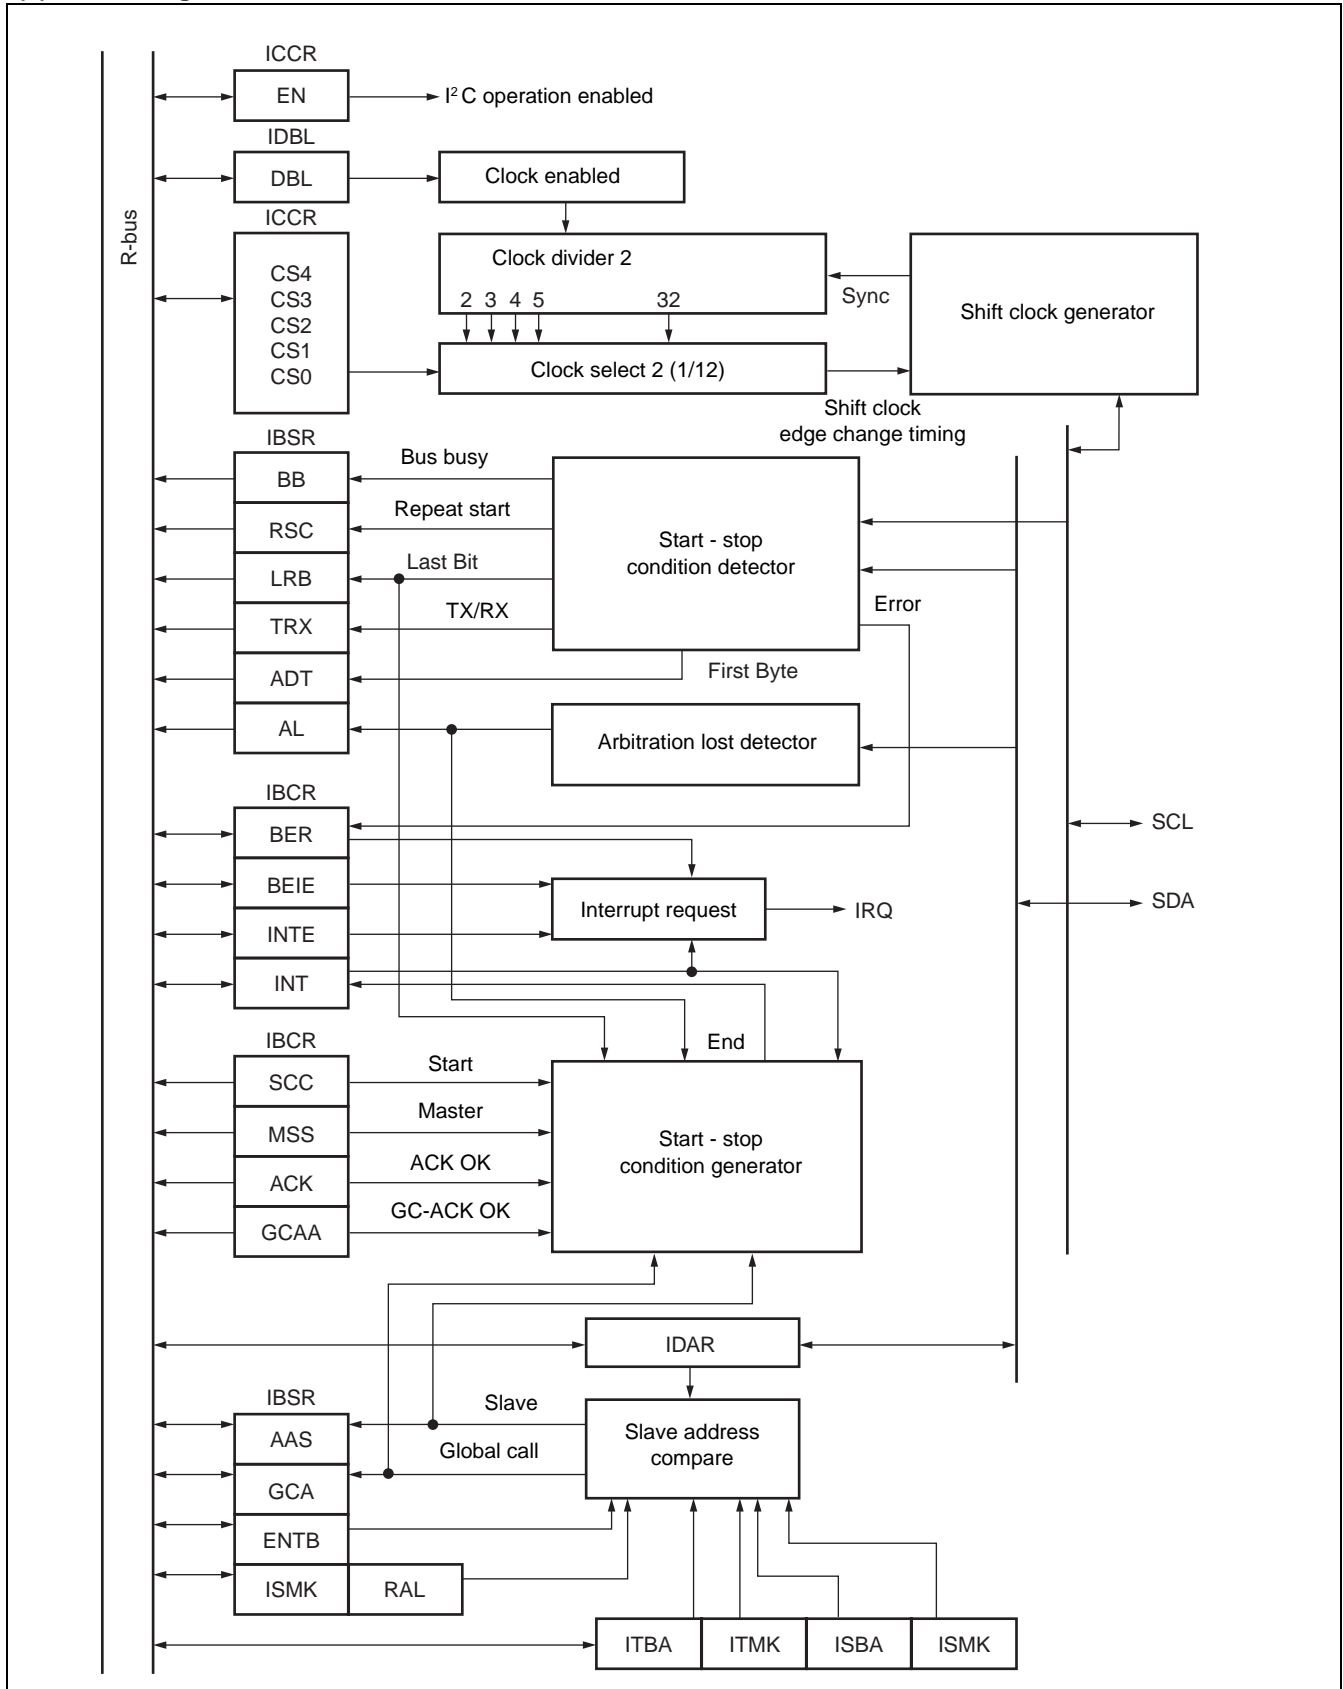 ICCR
EN
I² C operation enabled
IDBL
DBL
Clock enabled
ICCR
R-bus
CS4
CS3
CS2
CS1
CS0
Clock divider 2
2 3 4 5 32
Sync
Shift clock generator
Clock select 2 (1/12)
Shift clock
edge change timing
IBSR
BB
Bus busy
RSC
Repeat start
LRB
Last Bit
TRX
TX/RX
ADT
First Byte
AL
Start - stop
condition detector
Error
Arbitration lost detector
IBCR
BER
BEIE
INTE
INT
Interrupt request
IRQ
SCL
SDA
End
IBCR
SCC
Start
MSS
Master
ACK
ACK OK
GCAA
GC-ACK OK
Start - stop
condition generator
IDAR
IBSR
AAS
Slave
GCA
Global call
Slave address
compare
ENTB
ISMK RAL
ITBA ITMK ISBA ISMK